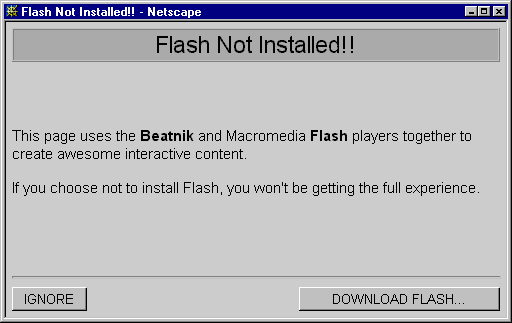 Flash Not Installed!! - Netscape
Flash Not Installed!!
This page uses the Beatnik and Macromedia Flash players together to
create awesome interactive content.
If you choose not to install Flash, you won't be getting the full experience.
IGNORE
DOWNLOAD FLASH...